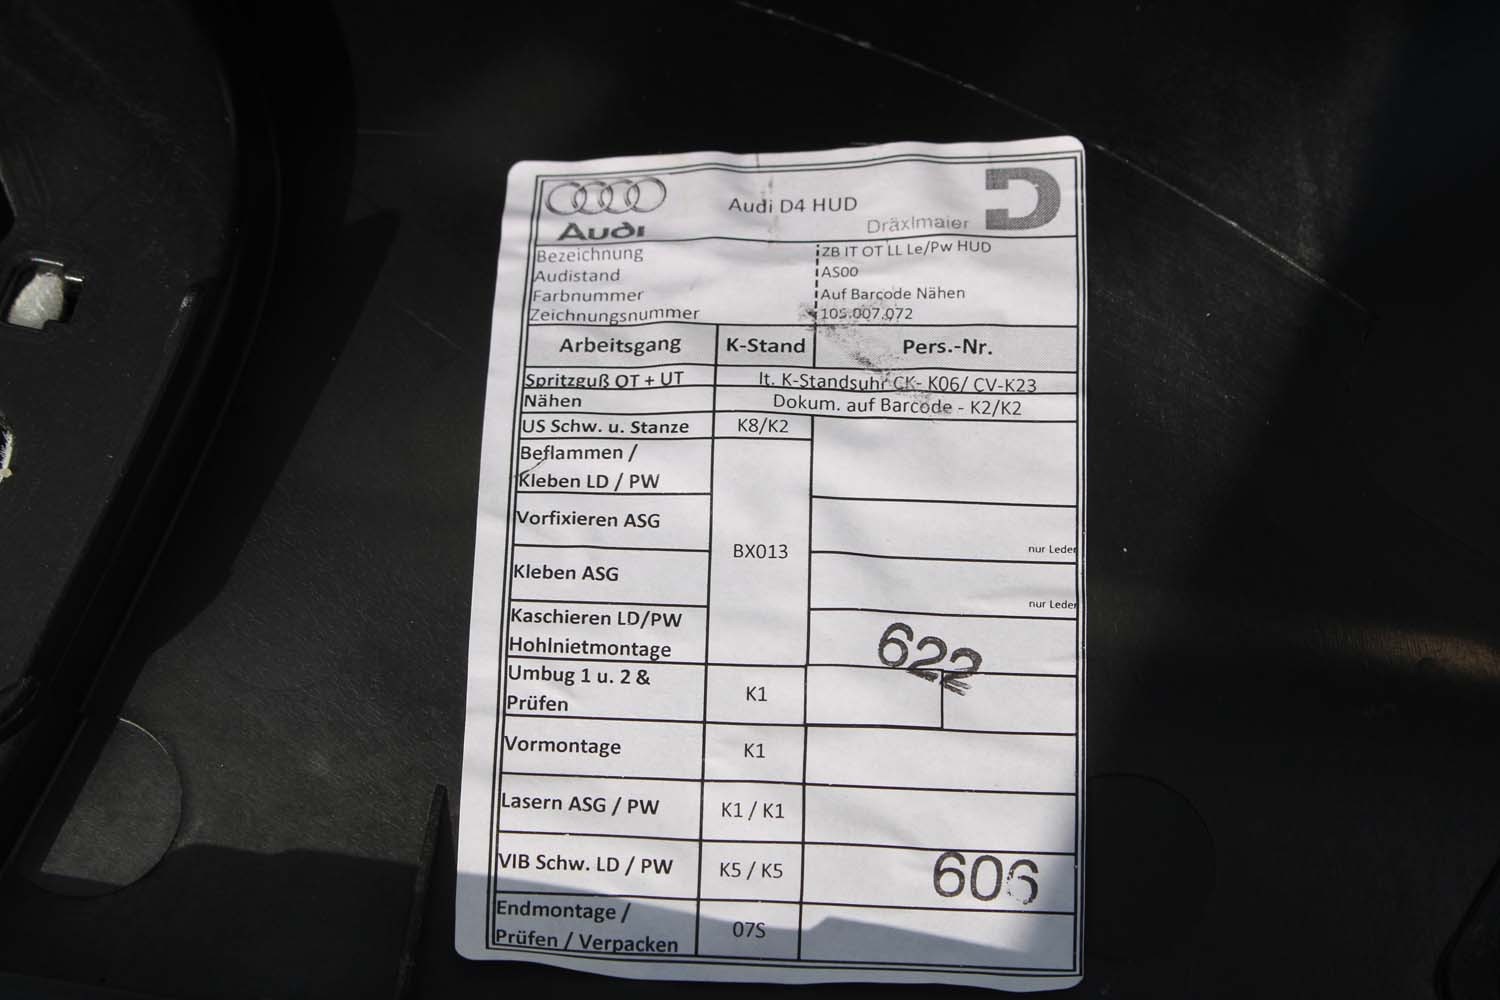 Audi
Audi D4 HUD
Dräxlmaier
Bezeichnung ZB IT OT LL Le/Pw HUD
Audistand AS00
Farbnummer Auf Barcode Nähen
Zeichnungsnummer 105.007.072
Arbeitsgang K-Stand Pers.-Nr.
Spritzguß OT + UT lt. K-Standsuhr CK- K06/ CV-K23
Nähen Dokum. auf Barcode - K2/K2
US Schw. u. Stanze K8/K2
Beflammen /
Kleben LD / PW
Vorfixieren ASG
nur Leder
BX013
Kleben ASG
nur Leder
Kaschieren LD/PW
Hohlnietmontage
622
Umbug 1 u. 2 &
Prüfen
K1
Vormontage K1
Lasern ASG / PW K1 / K1
VIB Schw. LD / PW K5 / K5 606
Endmontage /
Prüfen / Verpacken
07S